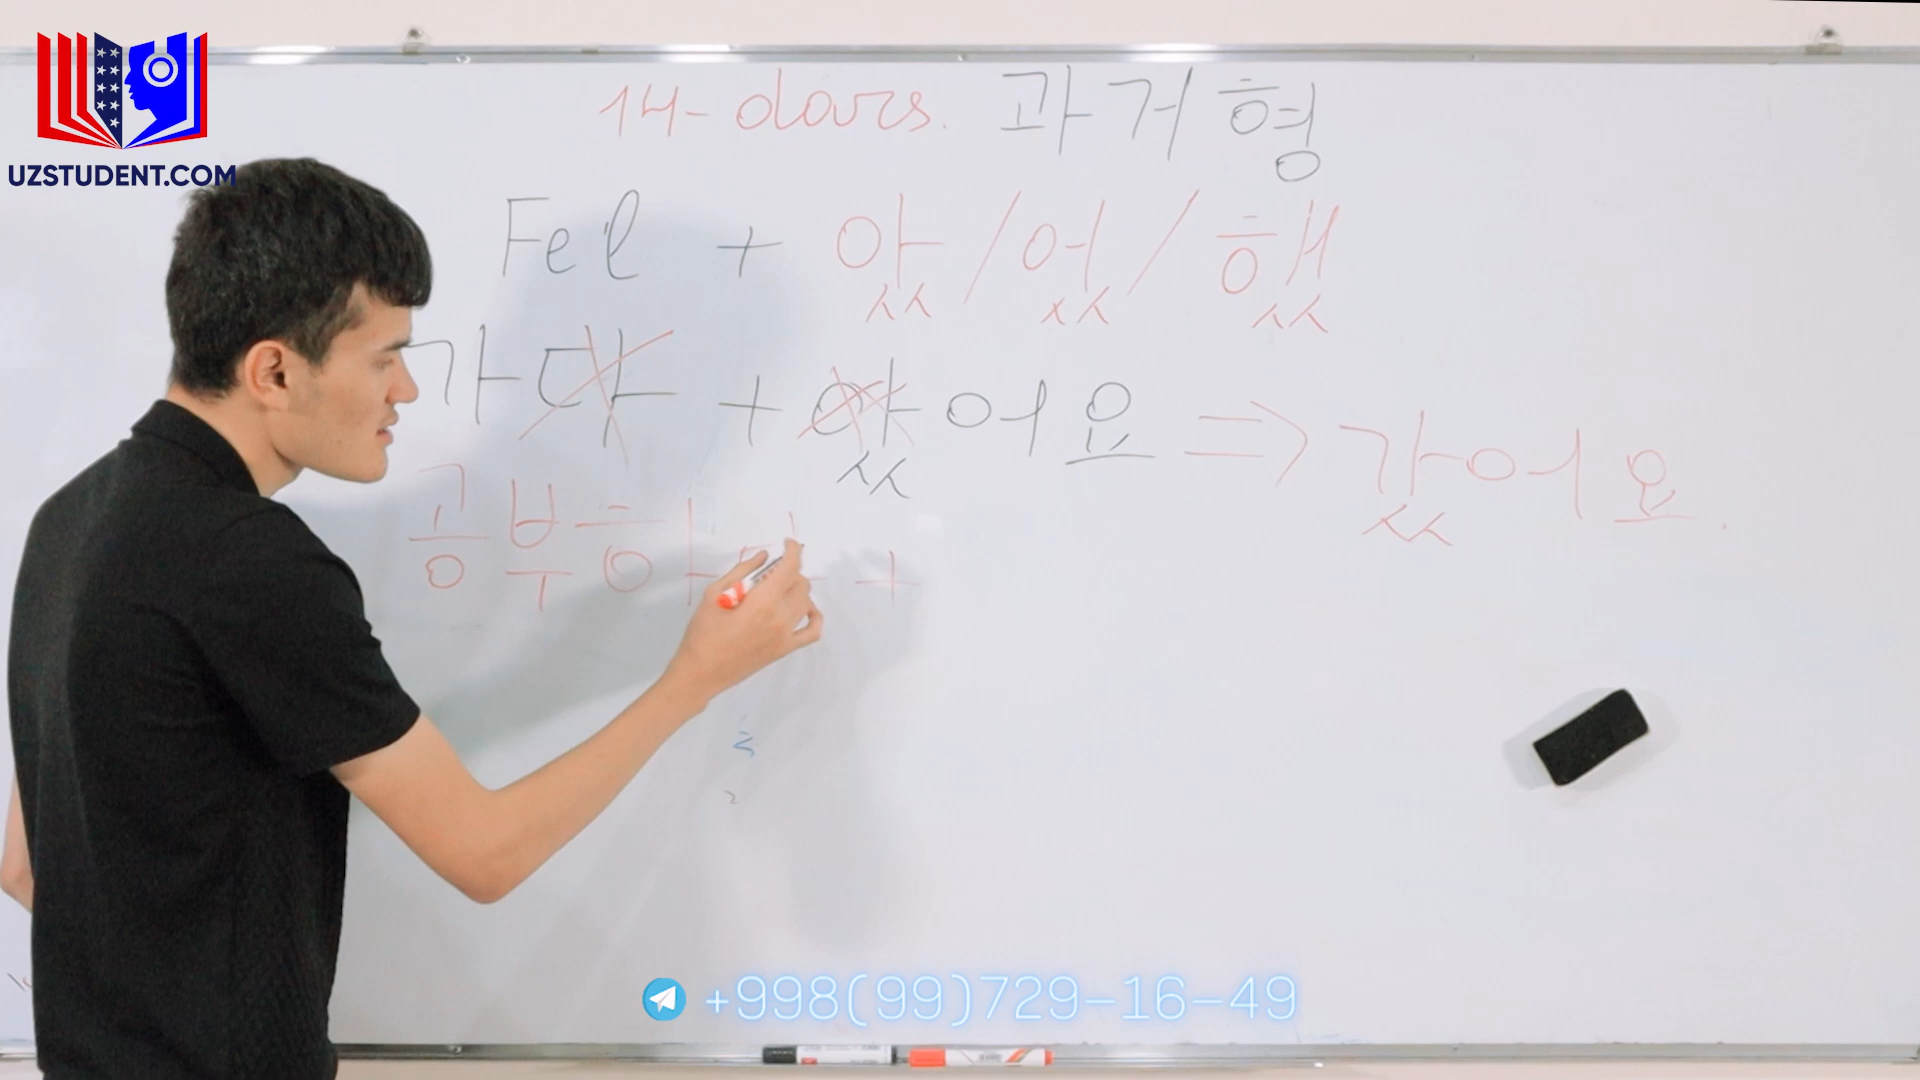 UZSTUDENT.COM
14-dars. 과거형
Fel + 았/었/했
가다 + 았어요 ⇒ 갔어요.
공부하다 +
+998(99)729-16-49